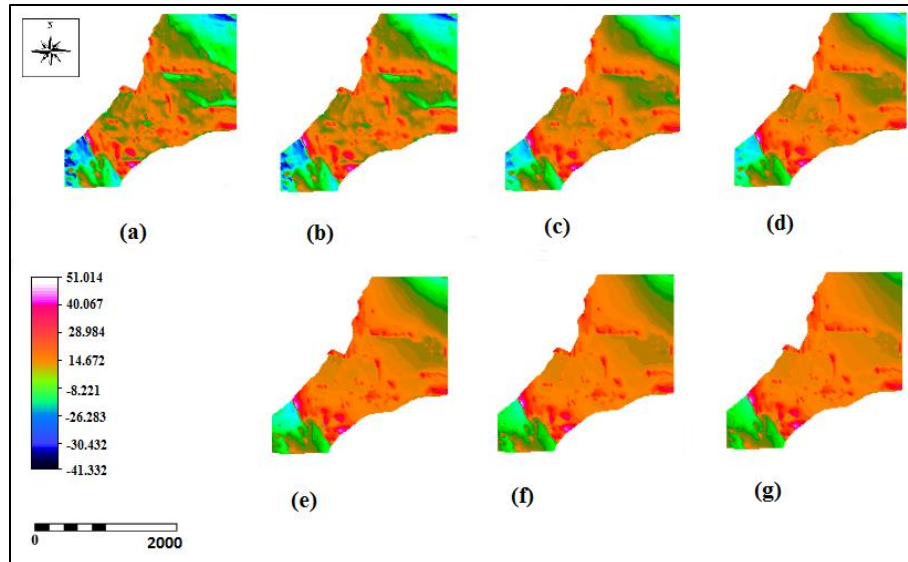 (a)
(b)
(c)
(d)
51.014
40.067
28.984
14.672
-8.221
-26.283
-30.432
-41.332
(e)
(f)
(g)
0
2000